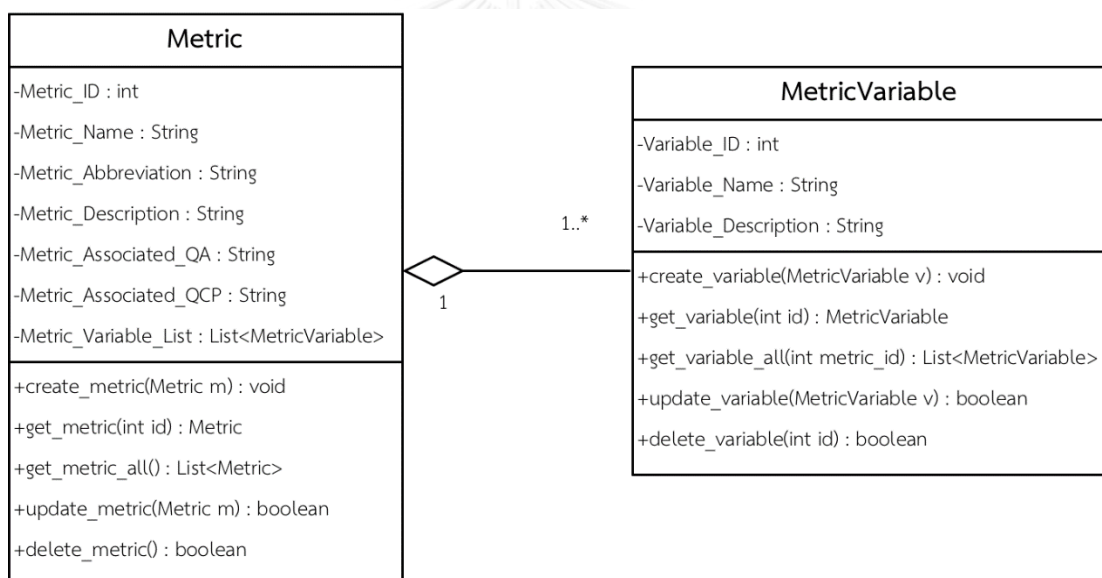 Metric
-Metric_ID : int
-Metric_Name : String
-Metric_Abbreviation : String
-Metric_Description : String
-Metric_Associated_QA : String
-Metric_Associated_QCP : String
-Metric_Variable_List : List<MetricVariable>
+create_metric(Metric m) : void
+get_metric(int id) : Metric
+get_metric_all() : List<Metric>
+update_metric(Metric m) : boolean
+delete_metric() : boolean
1
1..*
MetricVariable
-Variable_ID : int
-Variable_Name : String
-Variable_Description : String
+create_variable(MetricVariable v) : void
+get_variable(int id) : MetricVariable
+get_variable_all(int metric_id) : List<MetricVariable>
+update_variable(MetricVariable v) : boolean
+delete_variable(int id) : boolean